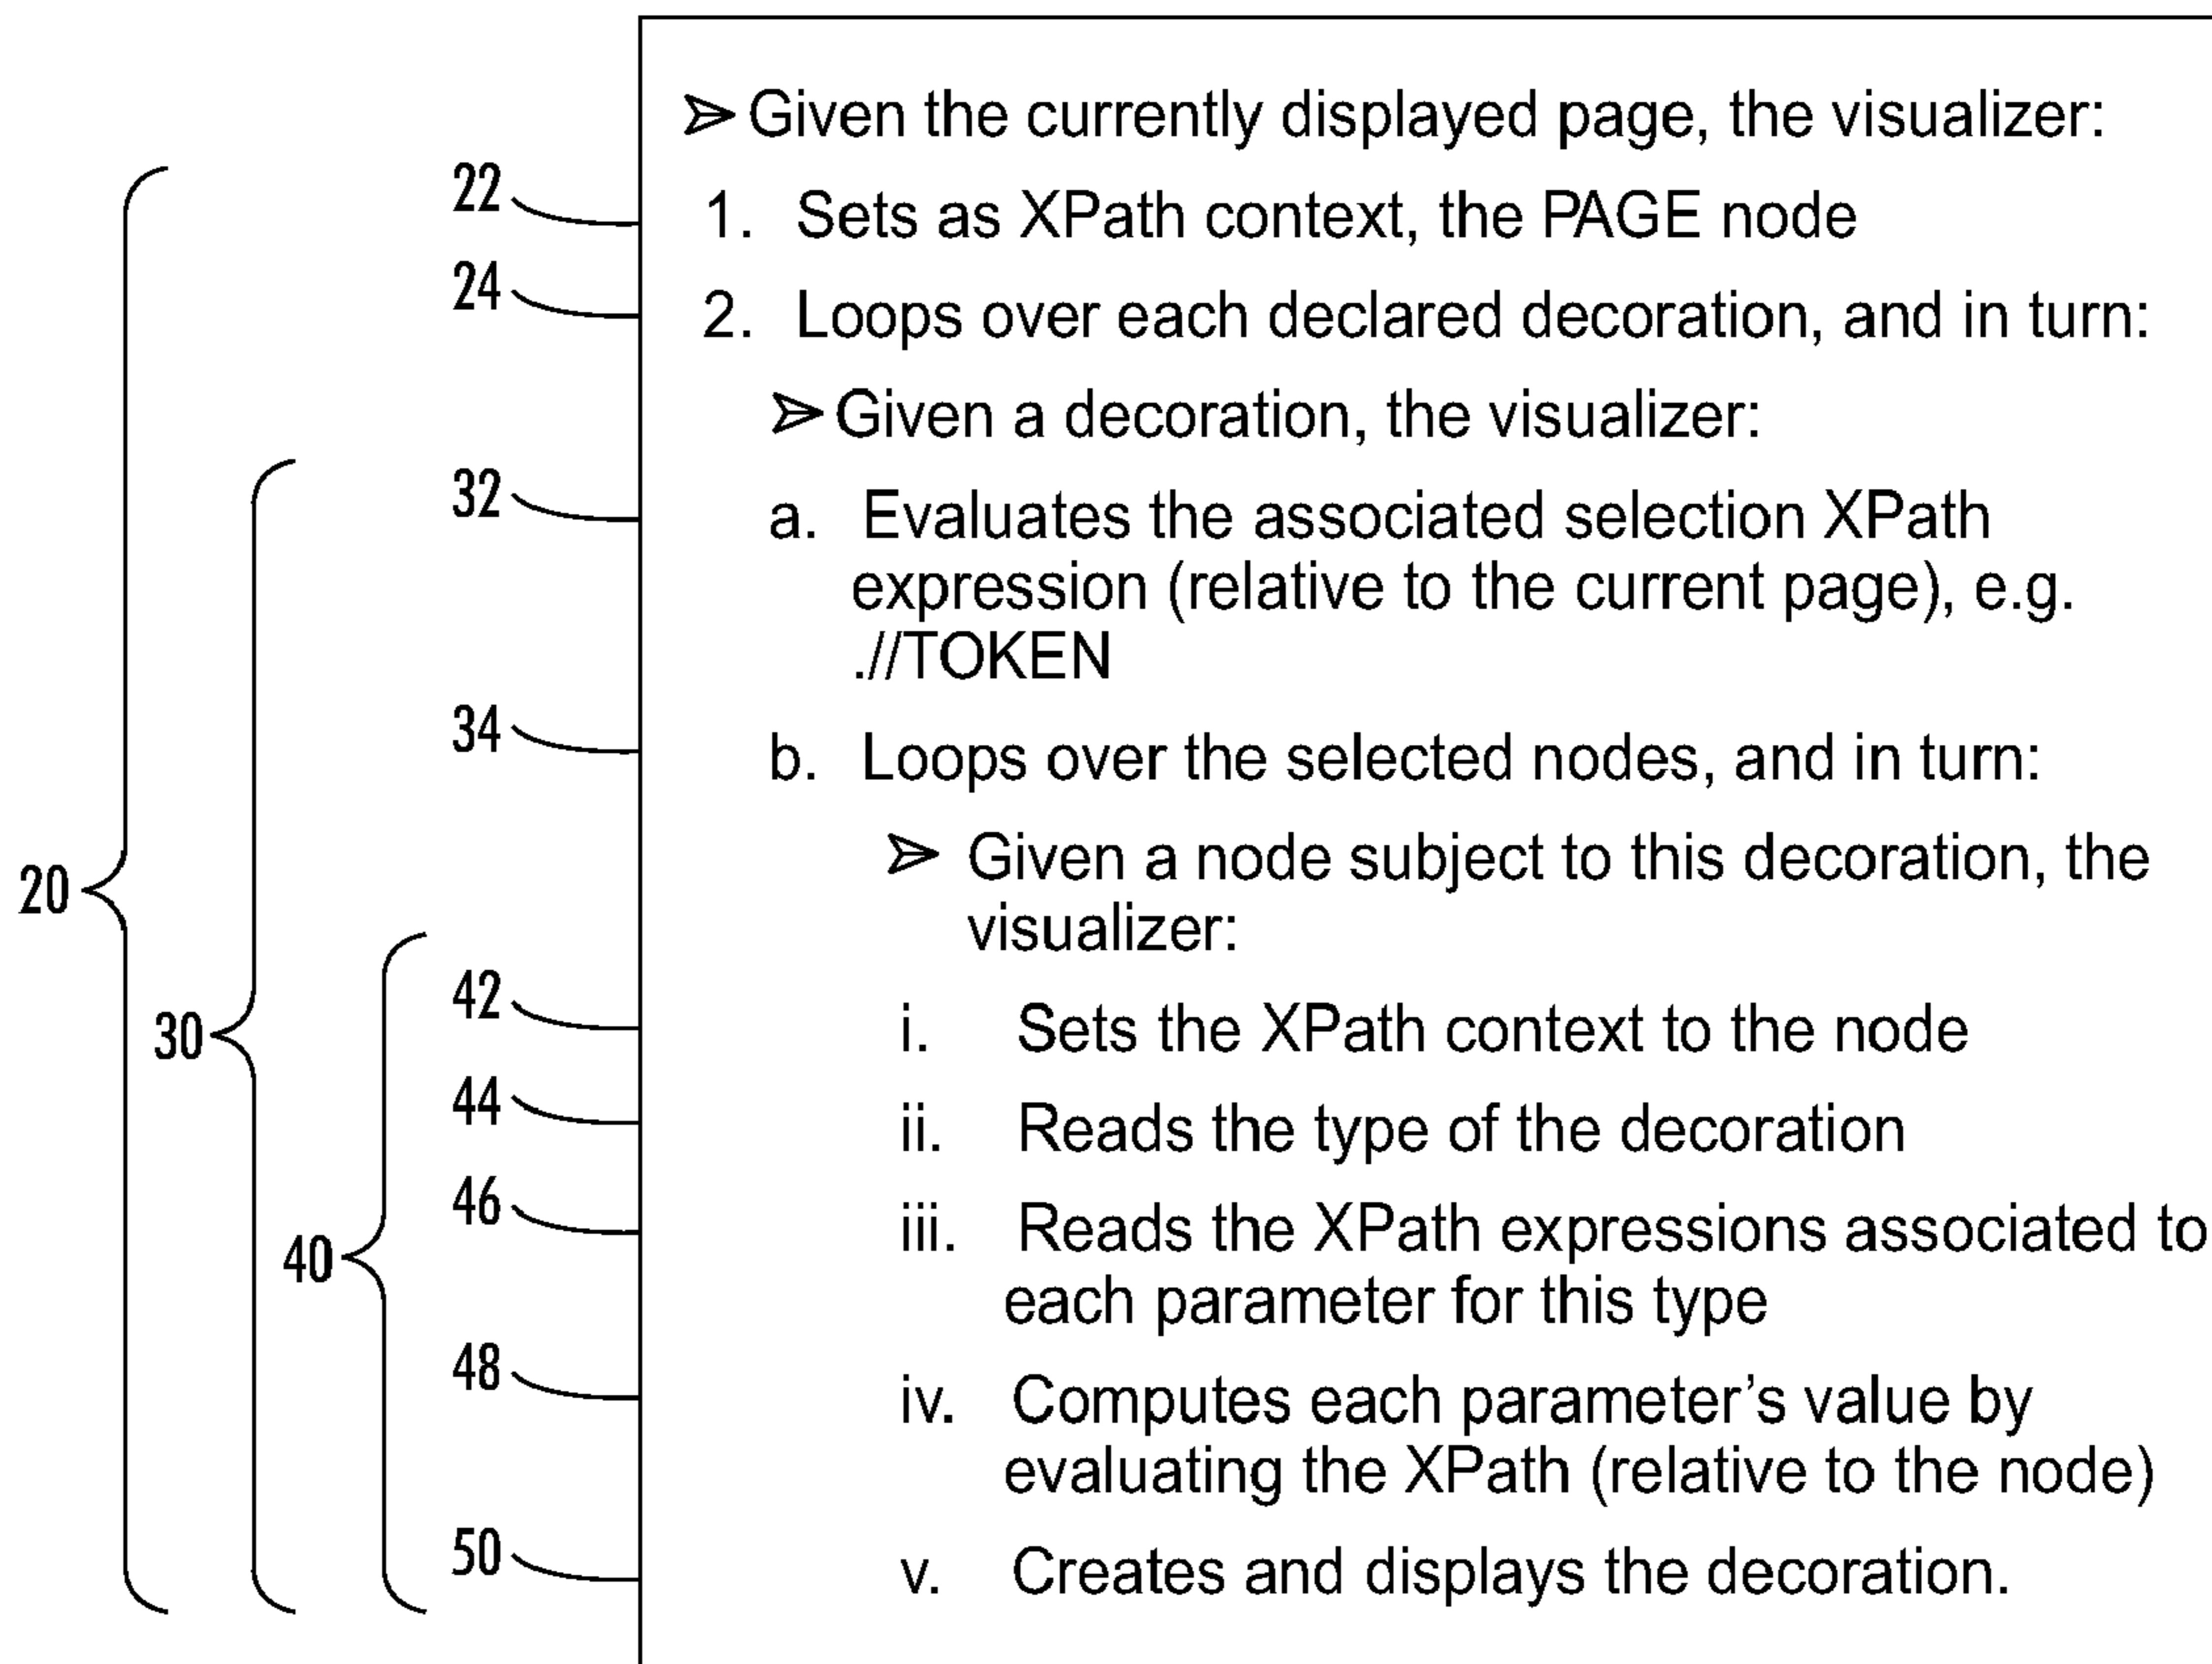 ➢Given the currently displayed page, the visualizer:
22
1. Sets as XPath context, the PAGE node
24
2. Loops over each declared decoration, and in turn:
➢Given a decoration, the visualizer:
32
a. Evaluates the associated selection XPath
expression (relative to the current page), e.g.
.//TOKEN
34
b. Loops over the selected nodes, and in turn:
➢ Given a node subject to this decoration, the
20
visualizer:
42
i. Sets the XPath context to the node
30
44
ii. Reads the type of the decoration
46
iii. Reads the XPath expressions associated to
40
each parameter for this type
48
iv. Computes each parameter's value by
evaluating the XPath (relative to the node)
50
v. Creates and displays the decoration.